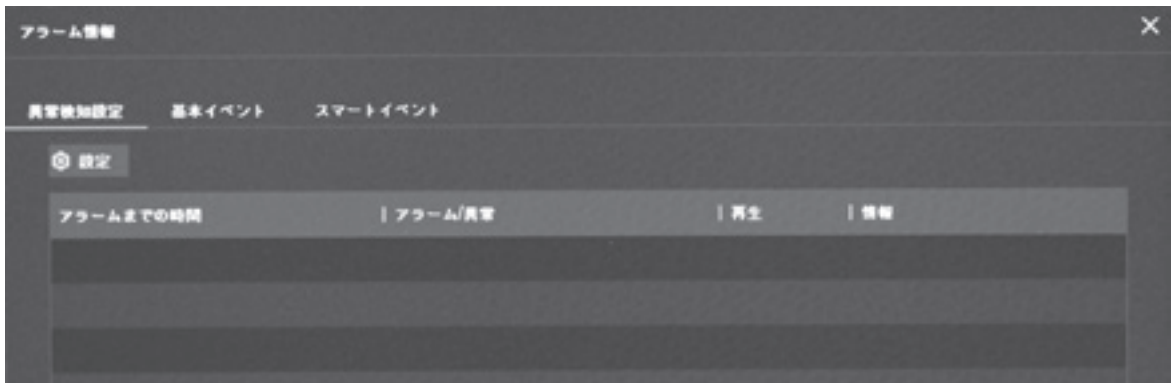 アラーム情報
異常検知設定 基本イベント スマートイベント
設定
アラームまでの時間 | アラーム/異常 | 再生 | 情報